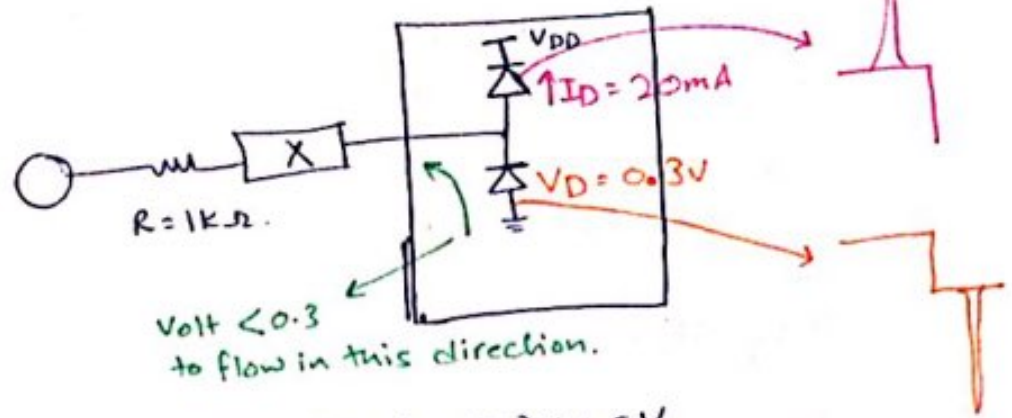 VDD
↑ID = 20mA
X
VD = 0.3V
R = 1KΩ.
Volt < 0.3
to flow in this direction.